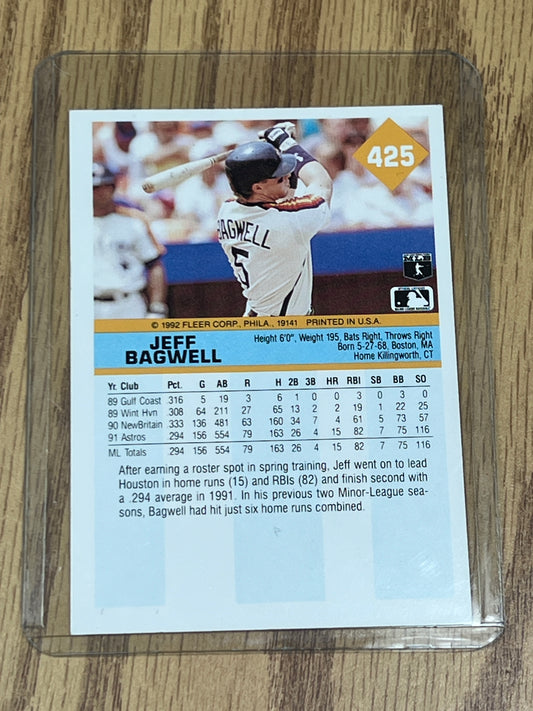 425
BAGWELL
5
© 1992 FLEER CORP., PHILA., 19141 PRINTED IN U.S.A.
JEFF
BAGWELL
Height 6'0", Weight 195, Bats Right, Throws Right
Born 5-27-68, Boston, MA
Home Killingworth, CT
Yr. Club Pct. G AB R H 2B 3B HR RBI SB BB SO
89 Gulf Coast .316 5 19 3 6 1 0 0 3 0 3 0
89 Wint Hvn .308 64 211 27 65 13 2 2 19 1 22 25
90 NewBritain .333 136 481 63 160 34 7 4 61 5 73 57
91 Astros .294 156 554 79 163 26 4 15 82 7 75 116
ML Totals .294 156 554 79 163 26 4 15 82 7 75 116
After earning a roster spot in spring training, Jeff went on to lead
Houston in home runs (15) and RBIs (82) and finish second with
a .294 average in 1991. In his previous two Minor-League sea-
sons, Bagwell had hit just six home runs combined.